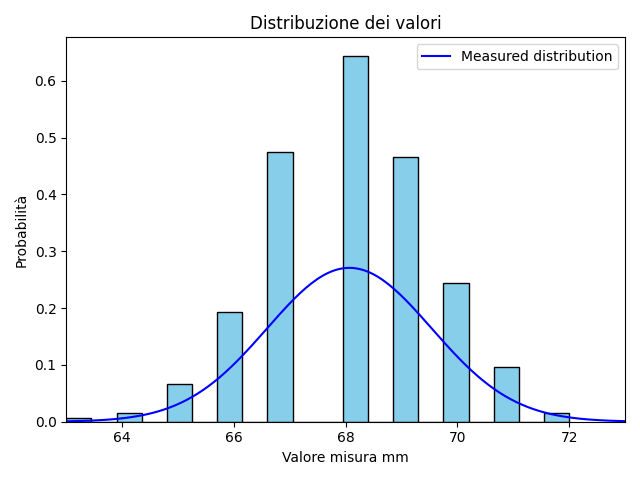 Distribuzione dei valori
Measured distribution
0.6
0.5
0.4
0.3
0.2
0.1
0.0
Probabilità
64 66 68 70 72
Valore misura mm